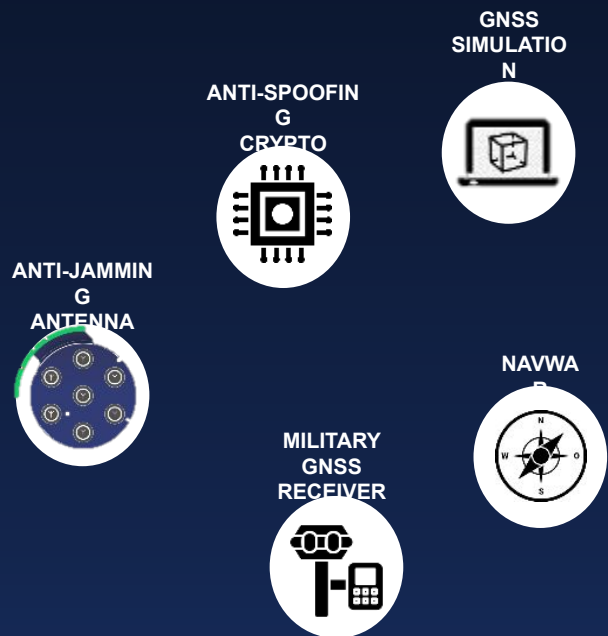 GNSS
SIMULATIO
N
ANTI-SPOOFIN
G
CRYPTO
ANTI-JAMMIN
G
ANTENNA
NAVWA
R
N
W
O
S
MILITARY
GNSS
RECEIVER